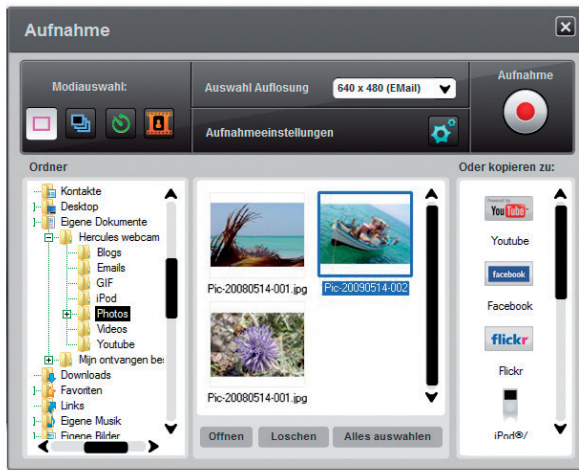 Aufnahme
Modiauswahl:
Auswahl Auflosung
640 x 480 (EMail)
Aufnahme
Aufnahmeeinstellungen
Ordner
Kontakte
Desktop
Eigene Dokumente
Hercules webcam
Blogs
Emails
GIF
iPod
Photos
Videos
Youtube
Mijn ontvangen be
Downloads
Favoriten
Links
Eigene Musik
Eigene Bilder
Pic-20080514-001.jpg
Pic-20090514-002
Pic-20080514-001.jpg
Offnen
Loschen
Alles auswahlen
Oder kopieren zu:
Powered by
YouTube
Youtube
facebook
Facebook
flickr
Flickr
iPod®/